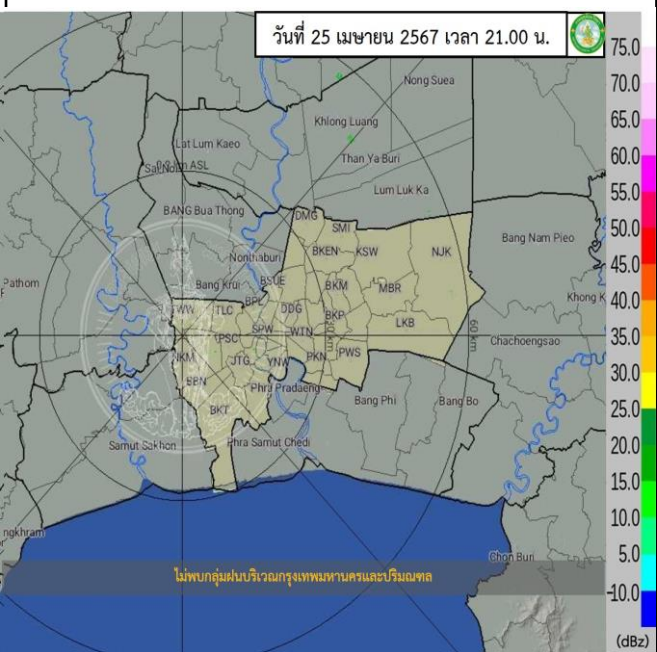 วันที่ 25 เมษายน 2567 เวลา 21.00 น.
75.0
70.0
65.0
60.0
55.0
50.0
45.0
40.0
35.0
30.0
25.0
20.0
15.0
10.0
5.0
-10.0
(dBz)
Nong Suea
Khlong Luang
Lat Lum Kaeo
Than Ya Buri
Lum Luk Ka
BANG Bua Thong
DMG
SMI
Nonthaburi
BKEN
KSW
NJK
Bang Nam Pieo
Pathom
Bang Krui
BSUE
BKM
MBR
Khong K
BPL
TWW
TLC
DDG
BKP
LKB
SPW
WTN
60 km
PSC
Chachoengsao
NKM
JTG
YNW
PKN
PWS
BPN
Phra Pradaeng
BKT
Bang Phi
Bang Bo
Samut Sakhon
Phra Samut Chedi
ngkhram
Chon Buri
ไม่พบกลุ่มฝนบริเวณกรุงเทพมหานครและปริมณฑล